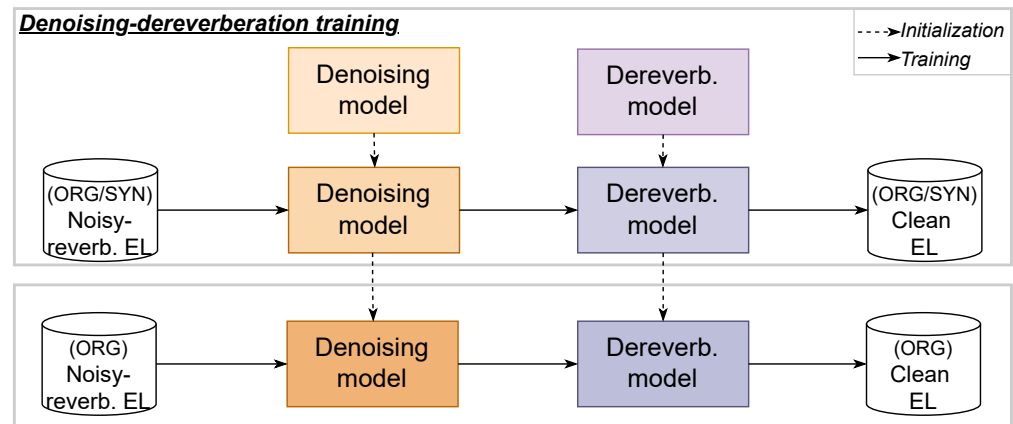 Denoising-dereverberation training
Initialization
Training
Denoising
model
Dereverb.
model
(ORG/SYN)
Noisy-
reverb. EL
Denoising
model
Dereverb.
model
(ORG/SYN)
Clean
EL
(ORG)
Noisy-
reverb. EL
Denoising
model
Dereverb.
model
(ORG)
Clean
EL